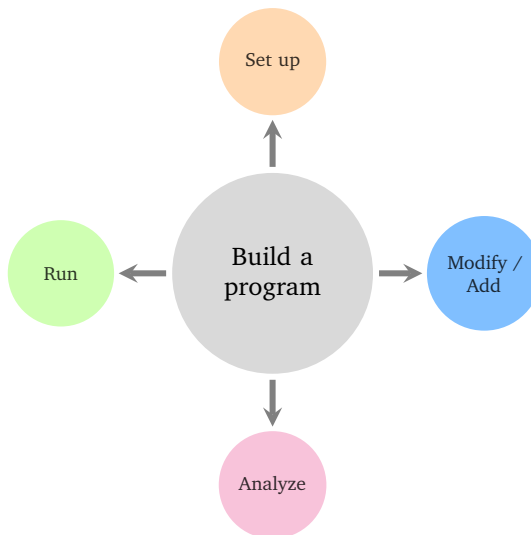 Set up
Build a
program
Run
Modify /
Add
Analyze